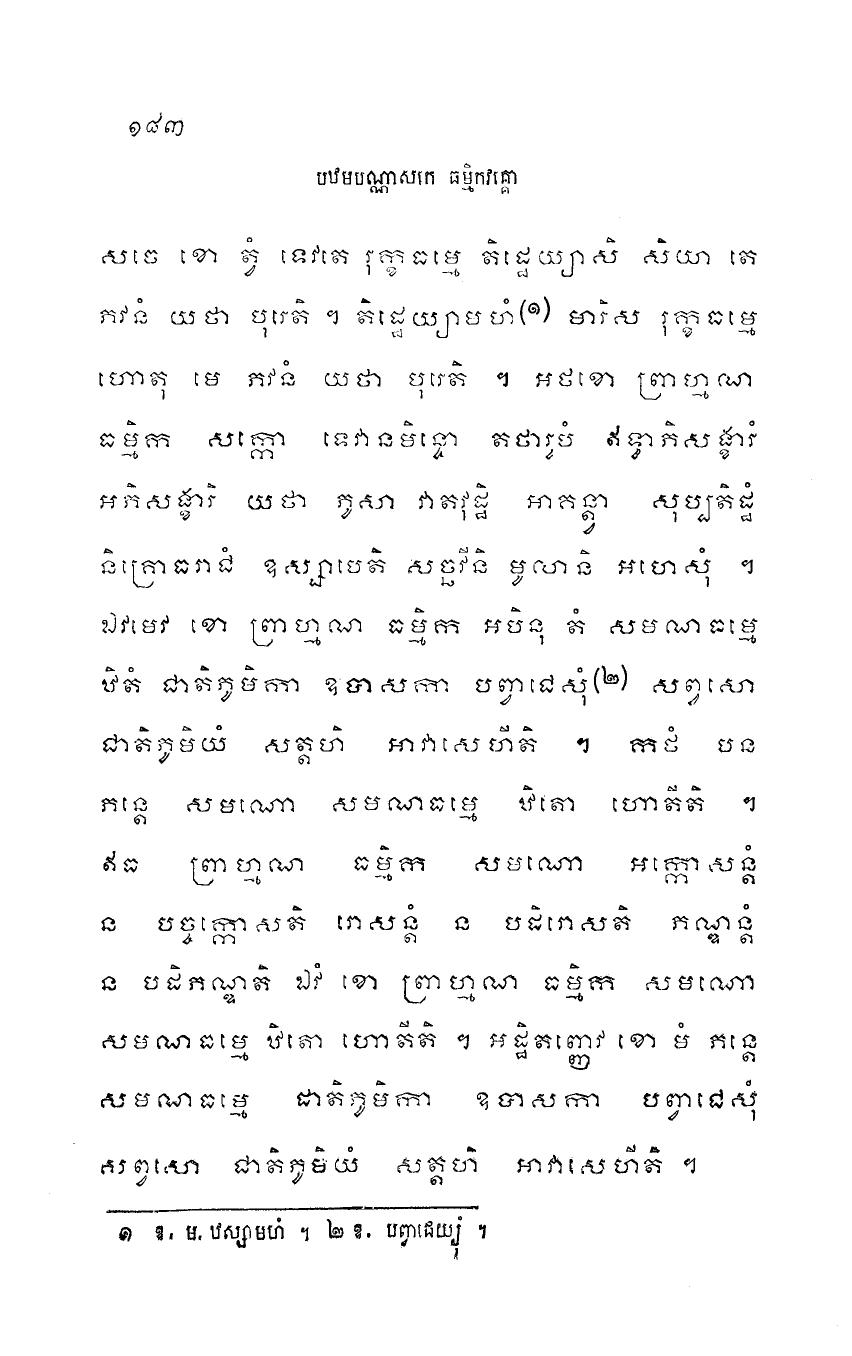 ១៨៣
បឋមបណ្ណាសកេ ធម្មិកវគ្គោ
សចេ ខោ ត្វំ ទេវតេ រុក្ខធម្មេ តិដ្ឋេយ្យាសិ សិយា តេ
ភវនំ យថា បុរេតិ ។ តិដ្ឋេយ្យាមហំ(១) មារិស រុក្ខធម្មេ
ហោតុ មេ ភវនំ យថា បុរេតិ ។ អថខោ ព្រាហ្មណ
ធម្មិក សក្កោ ទេវានមិន្ទោ តថារូបំ ឥទ្ធាភិសង្ខារំ
អភិសង្ខារិ យថា ភូសា វាតវុដ្ឋិ អាគន្ត្វា សុប្បតិដ្ឋំ
និគ្រោធរាជំ ឧស្សាបេតិ សច្ឆវីនិ មូលានិ អហេសុំ ។
ឯវមេវ ខោ ព្រាហ្មណ ធម្មិក អបិនុ តំ សមណធម្មេ
ឋិតំ ជាតិភូមិកា ឧបាសកា បព្វាជេសុំ(២) សព្វសោ
ជាតិភូមិយំ សត្តហិ អាវាសេហីតិ ។ កថំ បន
ភន្តេ សមណោ សមណធម្មេ ឋិតោ ហោតីតិ ។
ឥធ ព្រាហ្មណ ធម្មិក សមណោ អក្កោសន្តំ
ន បច្ចក្កោសតិ រោសន្តំ ន បដិរោសតិ ភណ្ឌន្តំ
ន បដិភណ្ឌតិ ឯវំ ខោ ព្រាហ្មណ ធម្មិក សមណោ
សមណធម្មេ ឋិតោ ហោតីតិ ។ អដ្ឋិតញ្ញេវ ខោ មំ ភន្តេ
សមណធម្មេ ជាតិភូមិកា ឧបាសកា បព្វាជេសុំ
សព្វសោ ជាតិភូមិយំ សត្តហិ អាវាសេហីតិ ។
១ ឱ. ម. ឋស្សាមហំ ។ ២ ឱ. បព្វាជេយ្យុំ ។